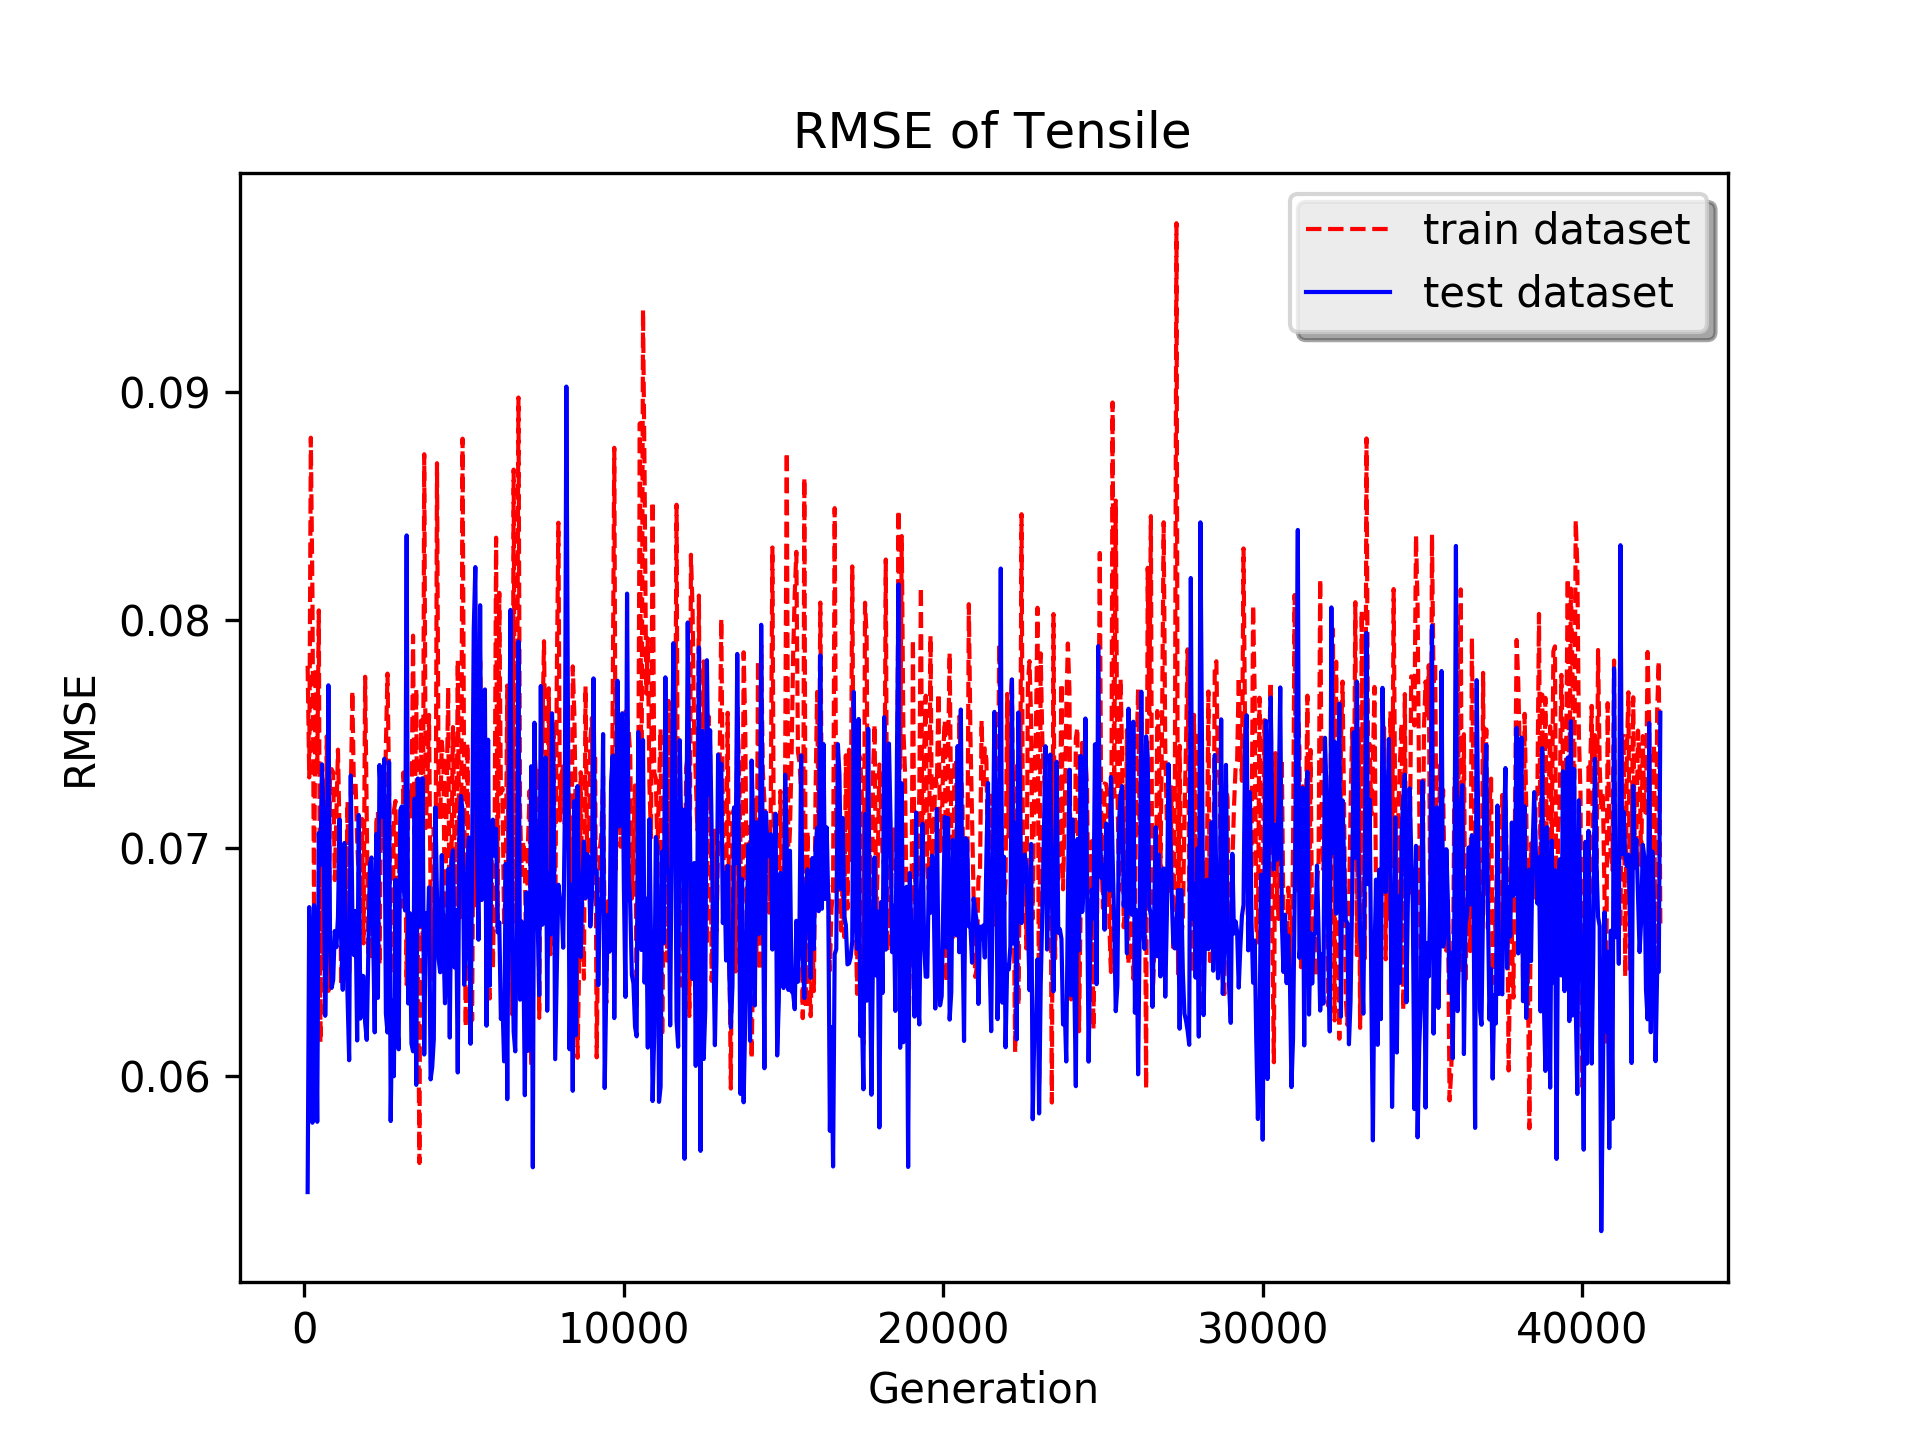 RMSE of Tensile
train dataset
test dataset
0.09
0.08
0.07
0.06
RMSE
0
10000
20000
30000
40000
Generation